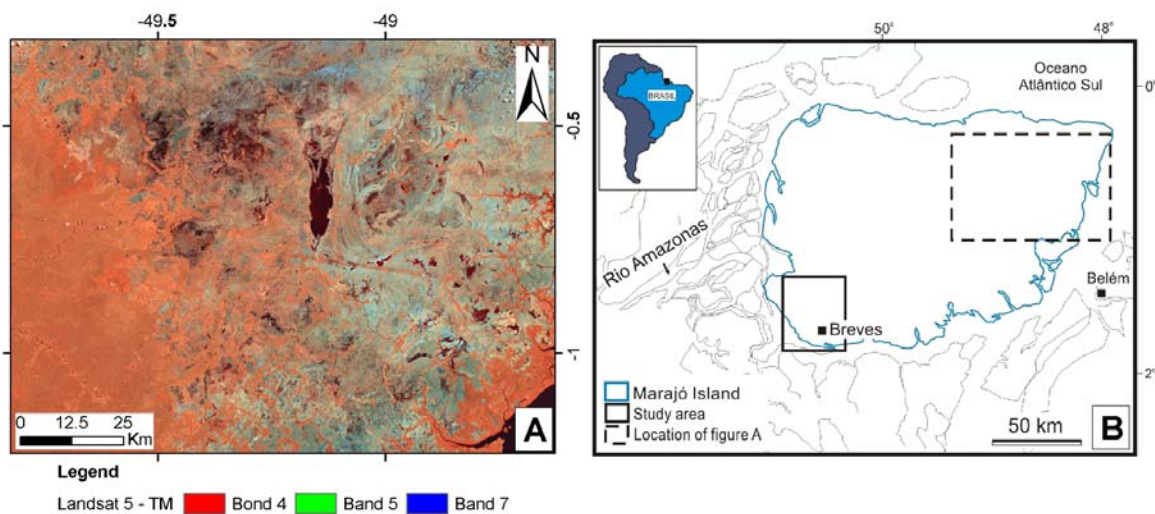 -49.5
-49
N
-0.5
-1
0 12.5 25
Km
A
Legend
Landsat 5 - TM Bond 4 Band 5 Band 7
50° 48°
0°
2°
BRASIL
Oceano
Atlântico Sul
Rio Amazonas
Belém
Breves
Marajó Island
Study area
Location of figure A
50 km
B